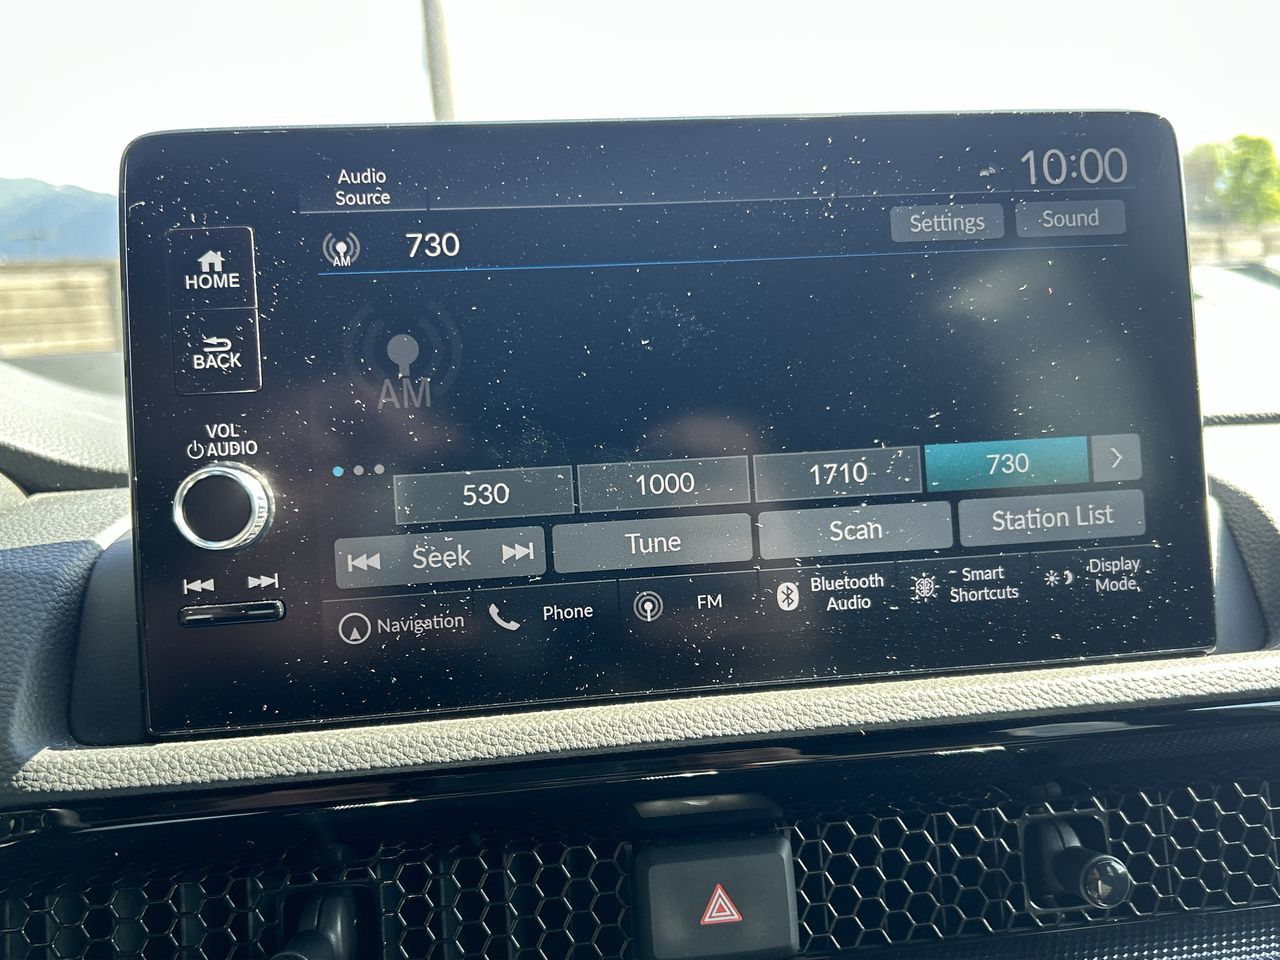 Audio
Source
10:00
AM
730
Settings
Sound
HOME
BACK
AM
VOL
AUDIO
530
1000
1710
730
Seek
Tune
Scan
Station List
Navigation
Phone
FM
Bluetooth
Audio
Smart
Shortcuts
Display
Mode